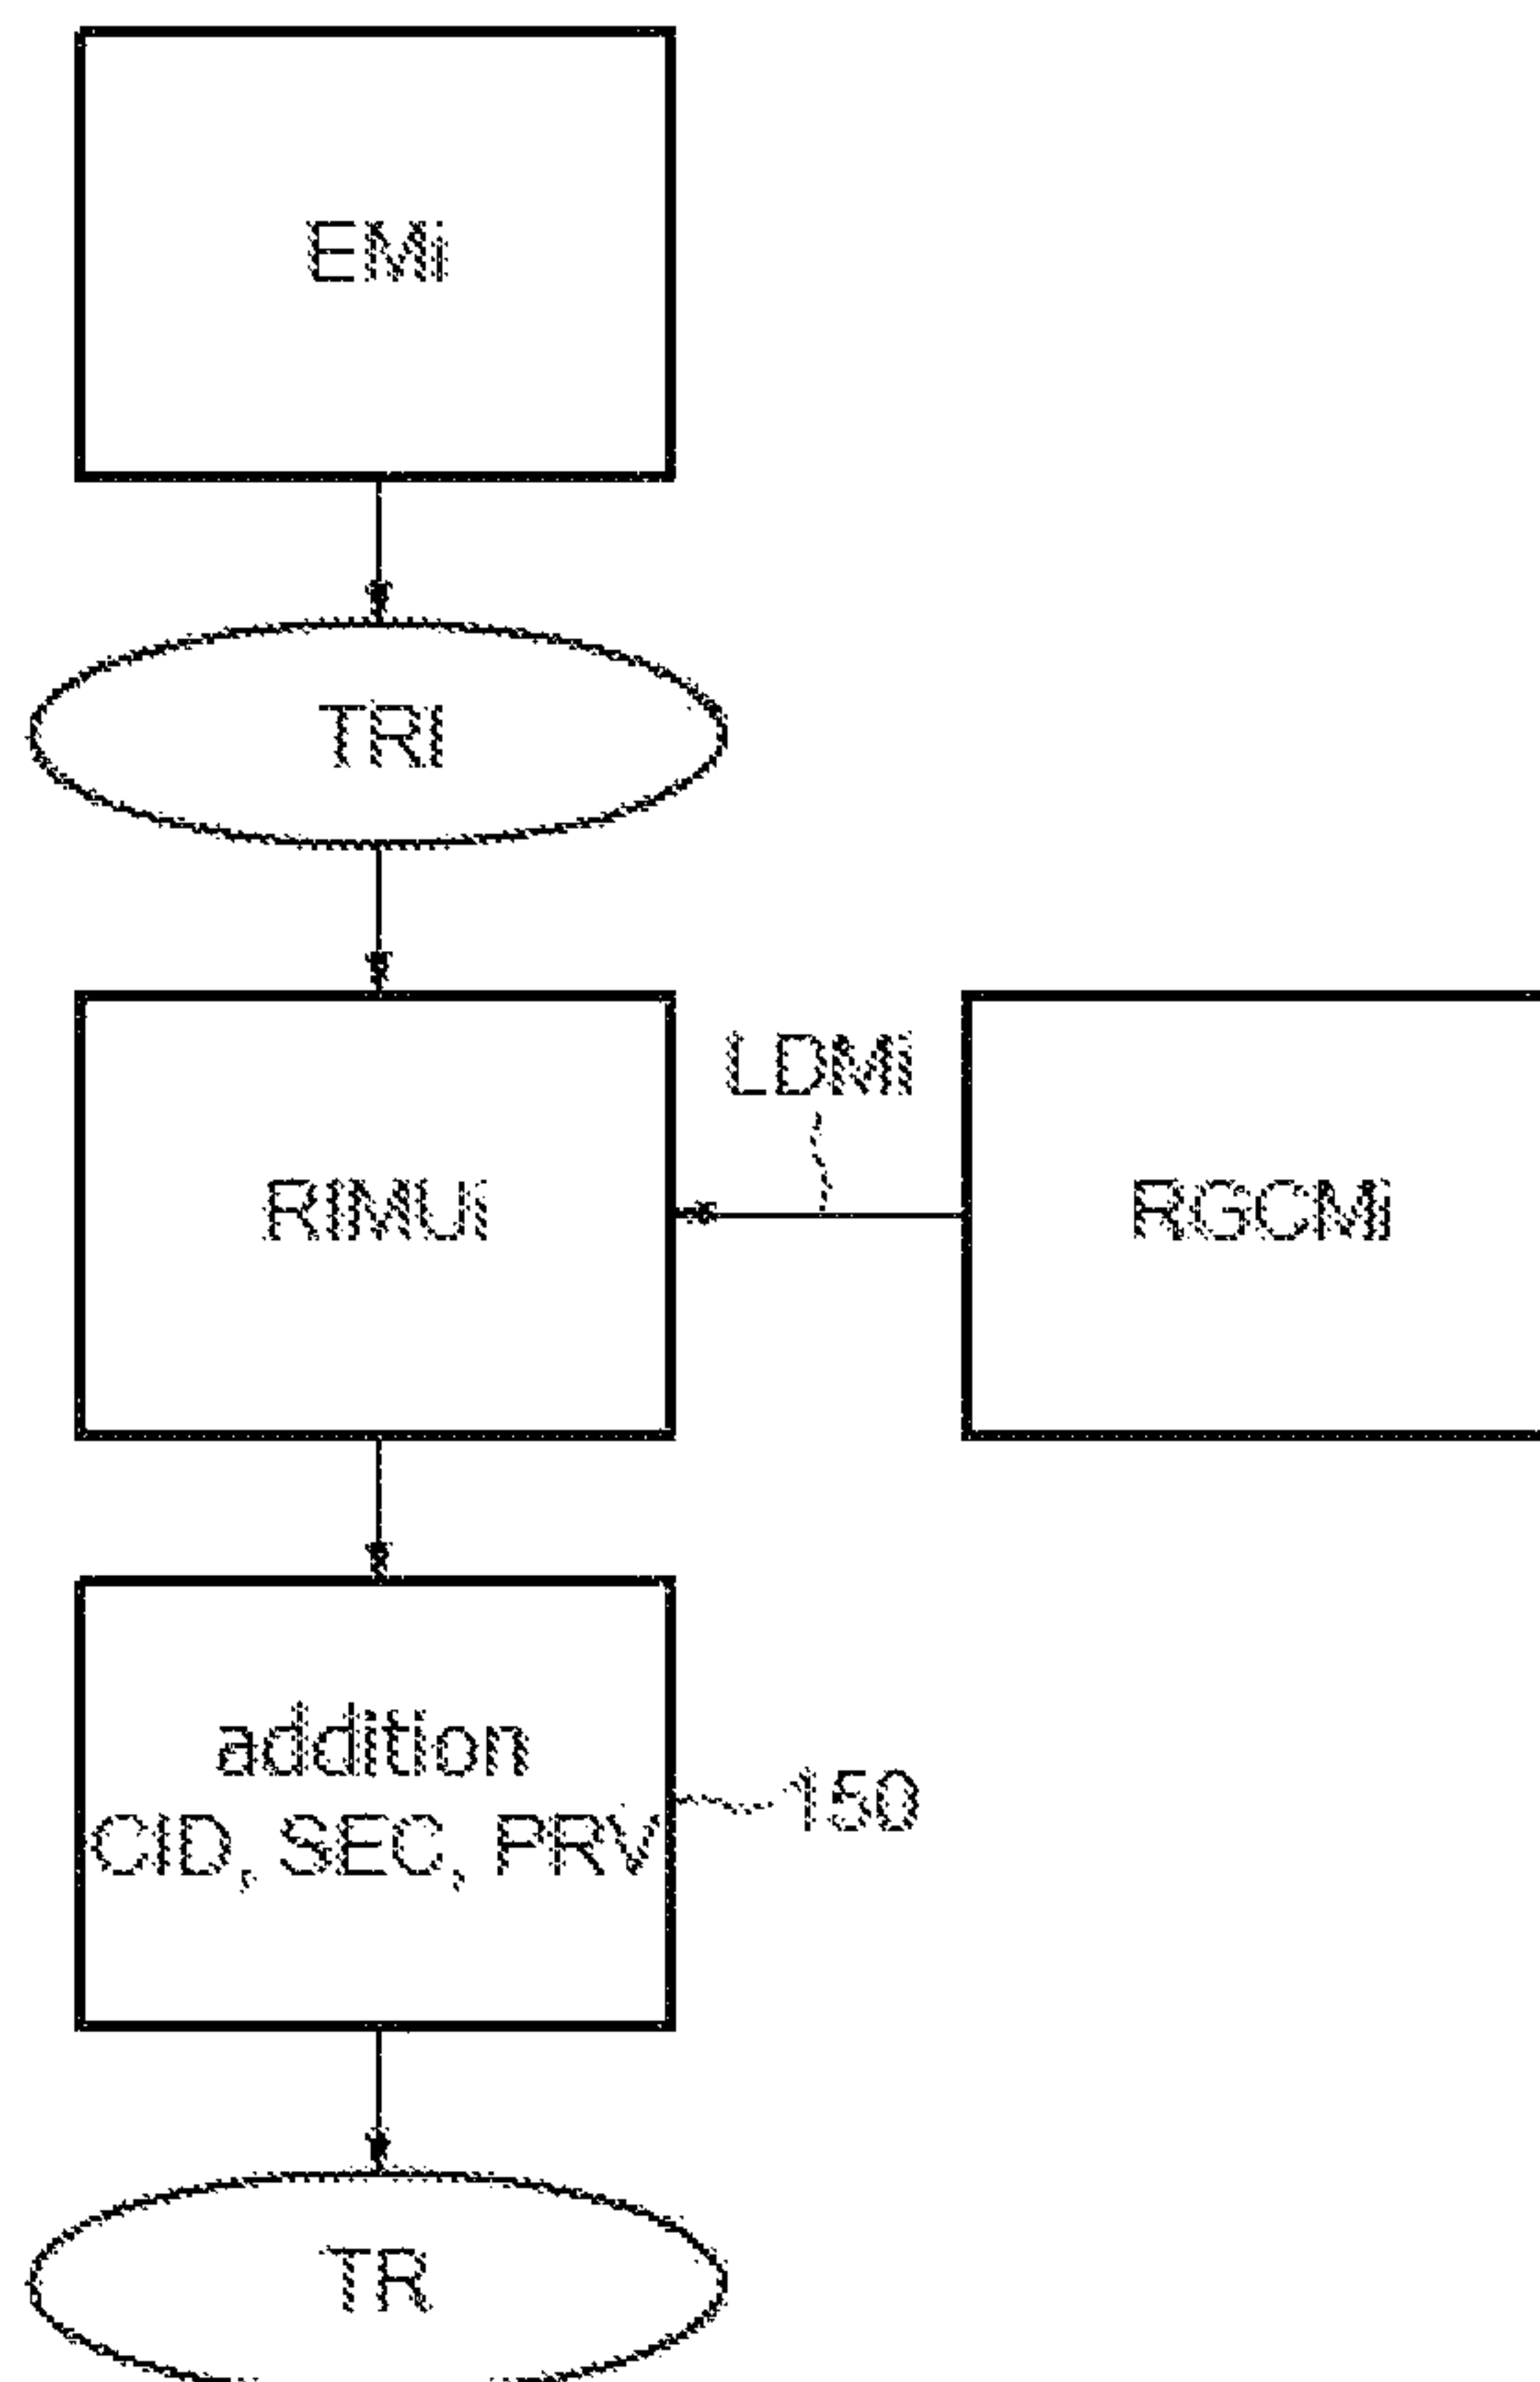 EMi
TRI
LDMi
RIMUi
RGCMi
addition
CID, SEC, PRV
150
TR